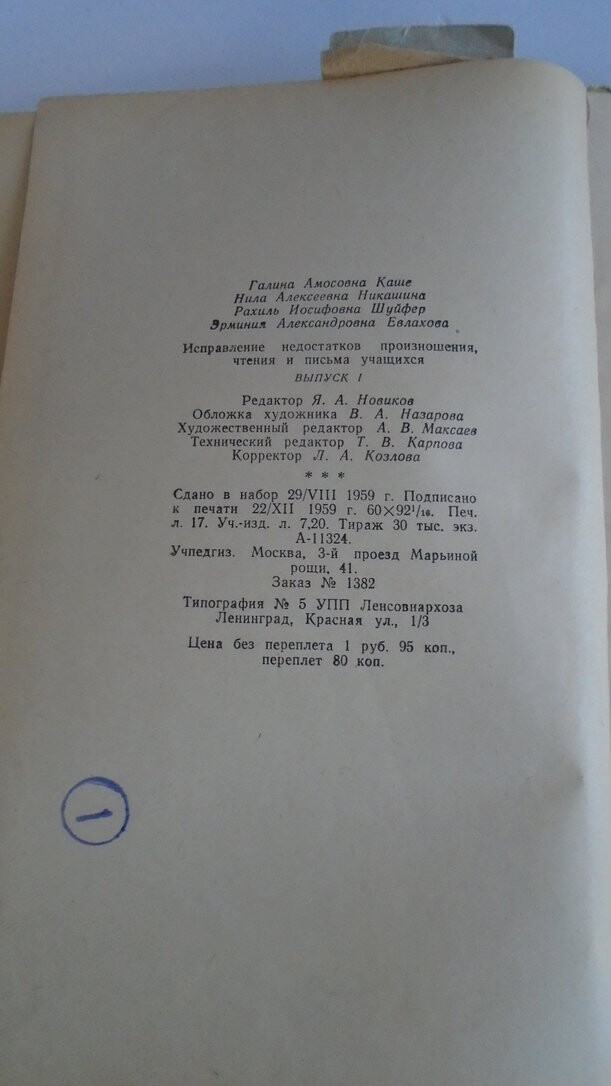 Галина Амосовна Каше
Нила Алексеевна Никашина
Рахиль Иосифовна Шуйфер
Эрминия Александровна Евлахова
Исправление недостатков произношения,
чтения и письма учащихся
ВЫПУСК I
Редактор Я. А. Новиков
Обложка художника В. А. Назарова
Художественный редактор А. В. Максаев
Технический редактор Т. В. Карпова
Корректор Л. А. Козлова
* * *
Сдано в набор 29/VIII 1959 г. Подписано
к печати 22/XII 1959 г. 60×92¹/₁₆. Печ.
л. 17. Уч.-изд. л. 7,20. Тираж 30 тыс. экз.
А-11324.
Учпедгиз. Москва, 3-й проезд Марьиной
рощи, 41.
Заказ № 1382
Типография № 5 УПП Ленсовнархоза
Ленинград, Красная ул., 1/3
Цена без переплета 1 руб. 95 коп.,
переплет 80 коп.
1